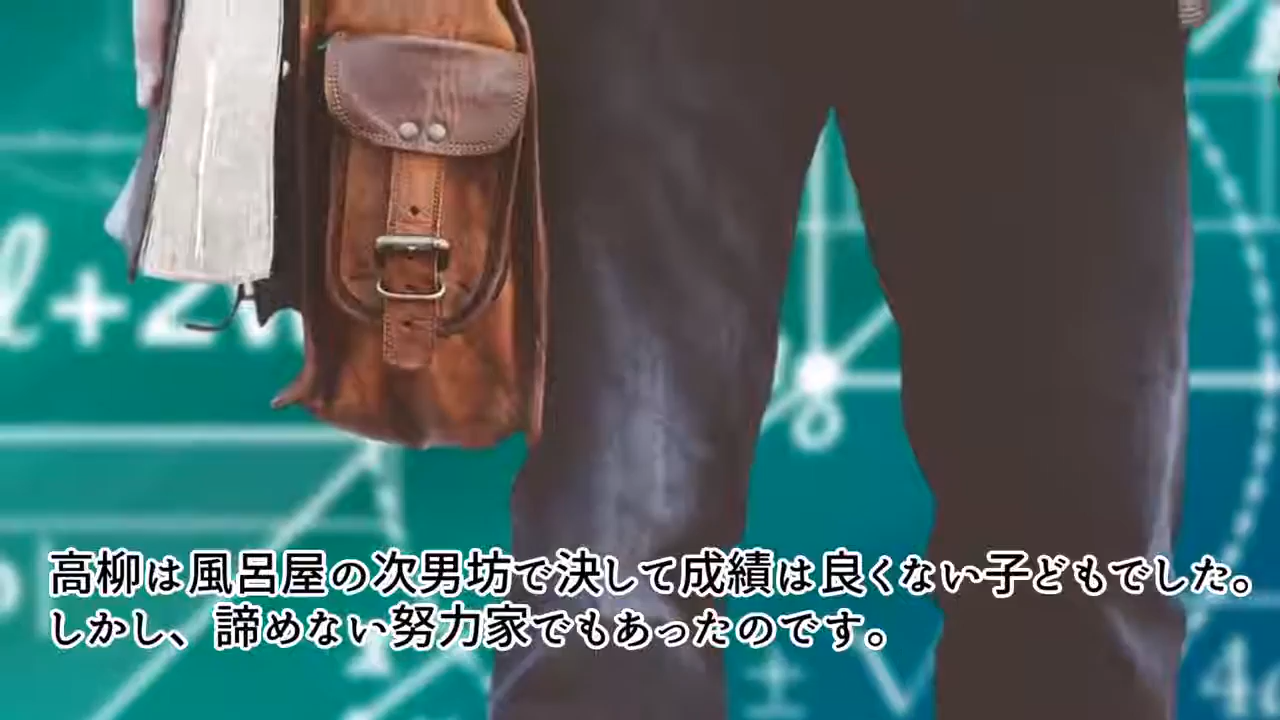 高柳は風呂屋の次男坊で決して成績は良くない子どもでした。
しかし、諦めない努力家でもあったのです。